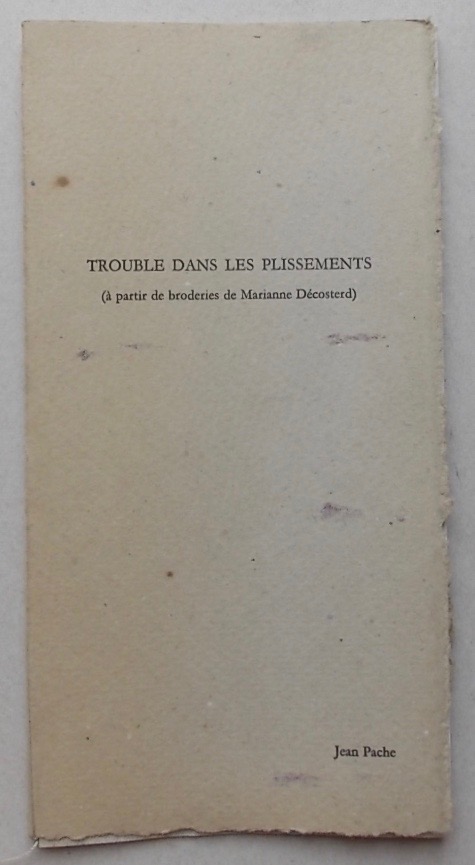 TROUBLE DANS LES PLISSEMENTS
(à partir de broderies de Marianne Décosterd)
Jean Pache